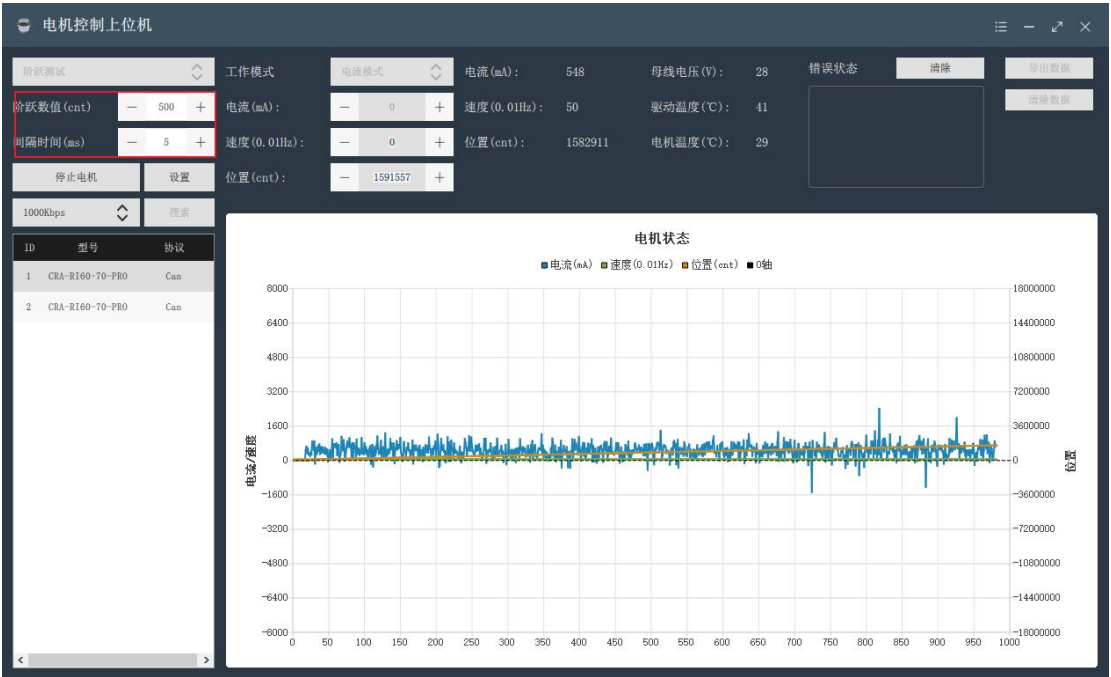 电机控制上位机
阶跃测试 工作模式 电流模式 电流(mA): 548 母线电压(V): 28 错误状态 清除 导出数据
阶跃数值(cnt) − 500 + 电流(mA): − 0 + 速度(0.01Hz): 50 驱动温度(℃): 41 清除数据
间隔时间(ms) − 5 + 速度(0.01Hz): − 0 + 位置(cnt): 1582911 电机温度(℃): 29
停止电机 设置 位置(cnt): − 1591557 +
1000Kbps 搜索
ID 型号 协议
1 CRA-RI60-70-PRO Can
2 CRA-RI60-70-PRO Can
电机状态
电流(mA) 速度(0.01Hz) 位置(cnt) 0轴
8000 18000000
6400 14400000
4800 10800000
3200 7200000
1600 3600000
0 0
-1600 -3600000
-3200 -7200000
-4800 -10800000
-6400 -14400000
-8000 -18000000
电流/速度
位置
0 50 100 150 200 250 300 350 400 450 500 550 600 650 700 750 800 850 900 950 1000